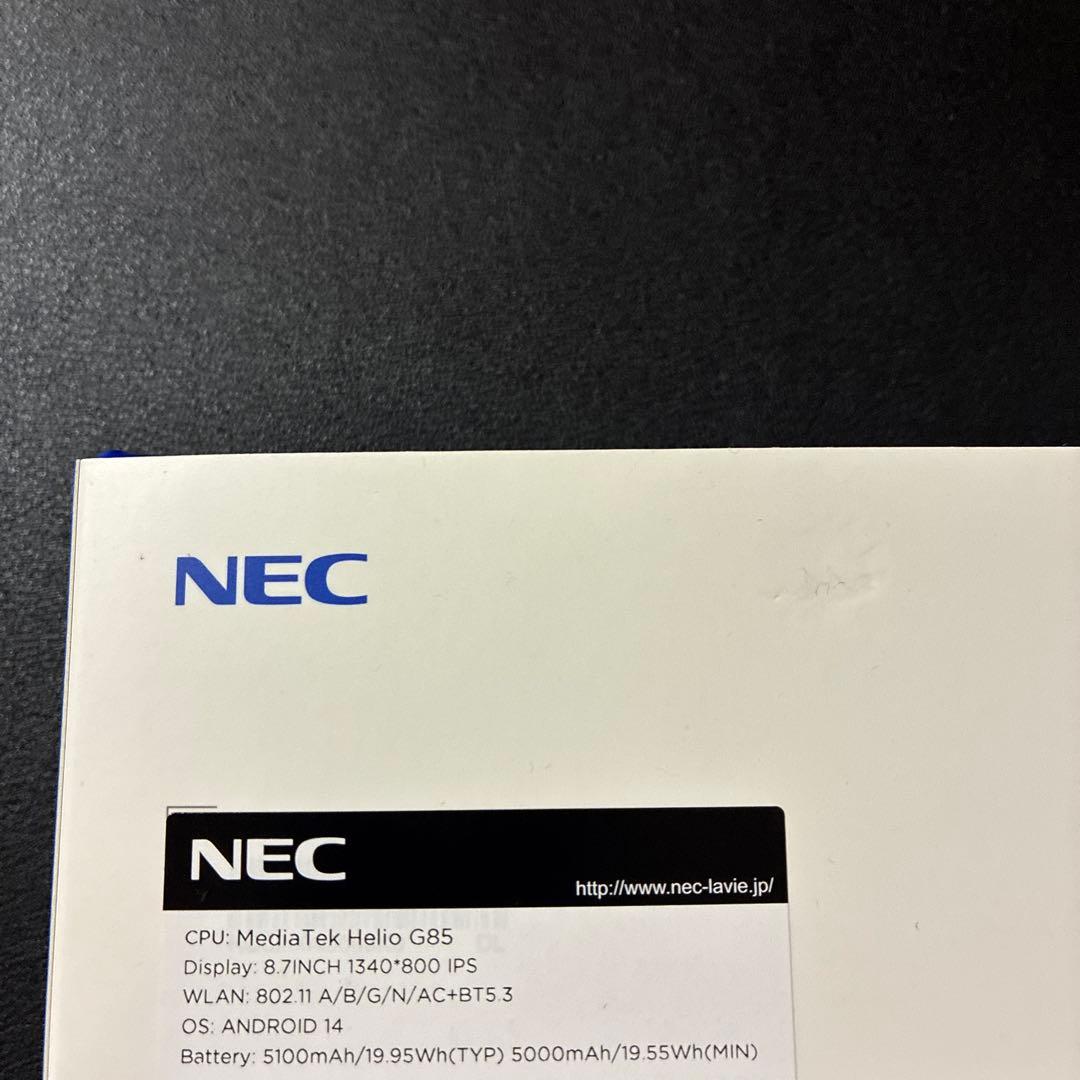 NEC
NEC
http://www.nec-lavie.jp/
CPU: MediaTek Helio G85
Display: 8.7INCH 1340*800 IPS
WLAN: 802.11 A/B/G/N/AC+BT5.3
OS: ANDROID 14
Battery: 5100mAh/19.95Wh(TYP) 5000mAh/19.55Wh(MIN)